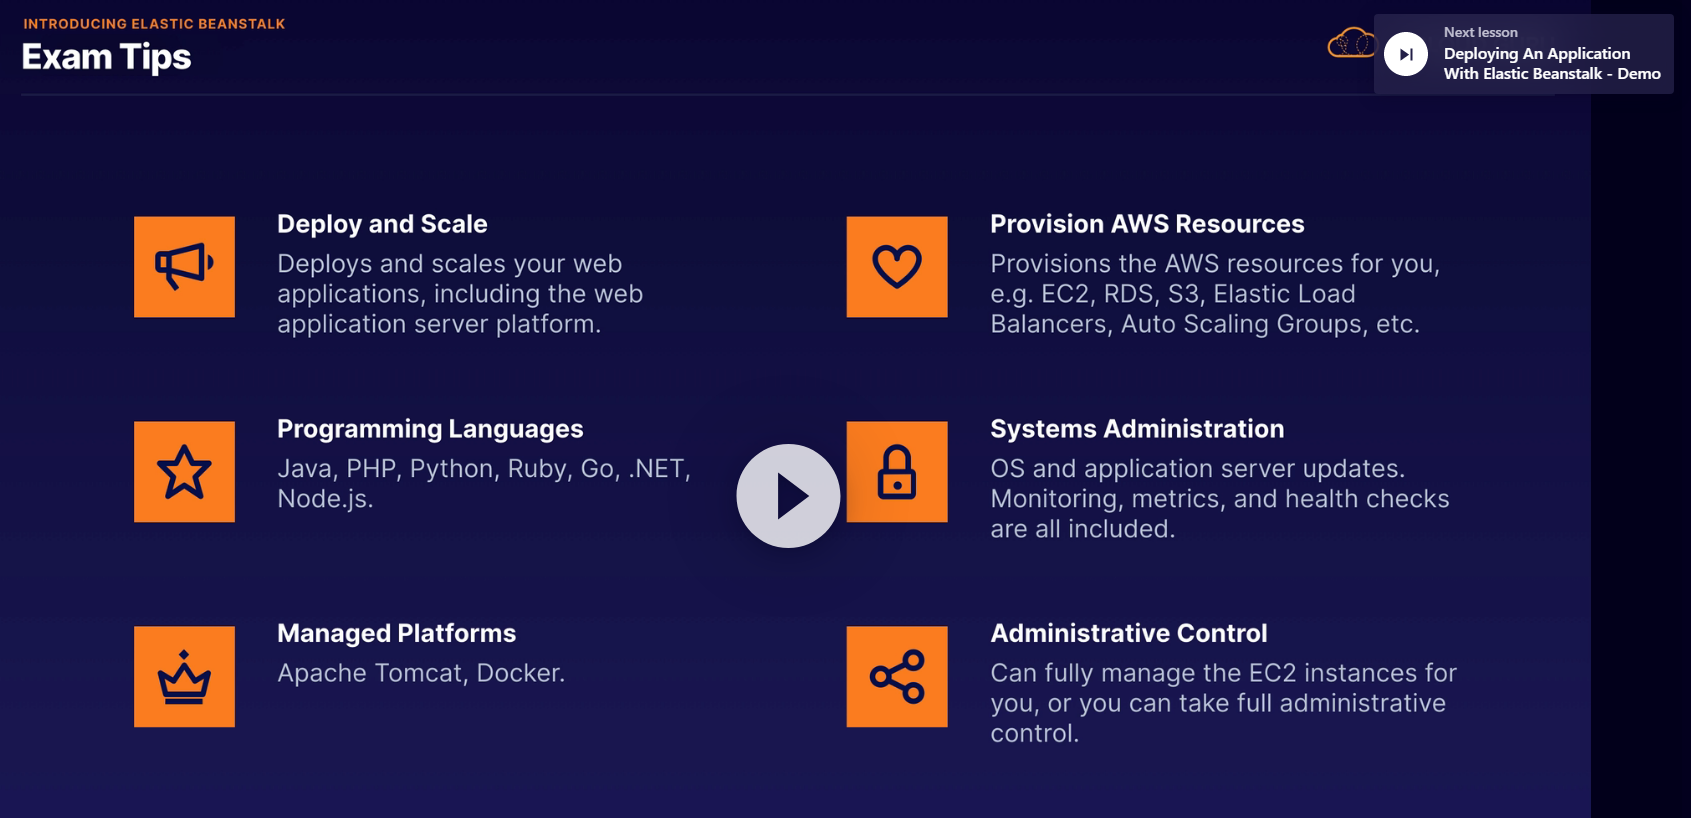 INTRODUCING ELASTIC BEANSTALK
Exam Tips
Next lesson
Deploying An Application
With Elastic Beanstalk - Demo
Deploy and Scale
Deploys and scales your web
applications, including the web
application server platform.
Provision AWS Resources
Provisions the AWS resources for you,
e.g. EC2, RDS, S3, Elastic Load
Balancers, Auto Scaling Groups, etc.
Programming Languages
Java, PHP, Python, Ruby, Go, .NET,
Node.js.
Systems Administration
OS and application server updates.
Monitoring, metrics, and health checks
are all included.
Managed Platforms
Apache Tomcat, Docker.
Administrative Control
Can fully manage the EC2 instances for
you, or you can take full administrative
control.